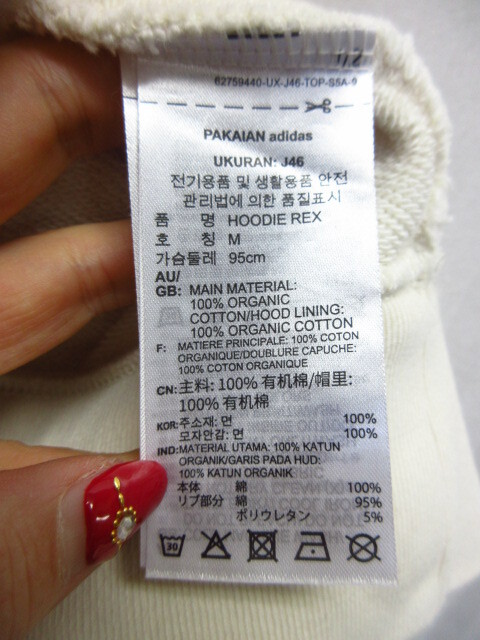 1/2
62759440-UX-J46-TOP-S5A-9
PAKAIAN adidas
UKURAN: J46
전기용품 및 생활용품 안전
관리법에 의한 품질표시
품 명 HOODIE REX
호 칭 M
가슴둘레 95cm
AU/
GB: MAIN MATERIAL:
100% ORGANIC
COTTON/HOOD LINING:
100% ORGANIC COTTON
F: MATIERE PRINCIPALE: 100% COTON
ORGANIQUE/DOUBLURE CAPUCHE:
100% COTON ORGANIQUE
CN: 主料: 100% 有机棉/帽里:
100% 有机棉
KOR: 주소재: 면 100%
모자안감: 면 100%
IND: MATERIAL UTAMA: 100% KATUN
ORGANIK/GARIS PADA HUD:
100% KATUN ORGANIK
本体 綿 100%
リブ部分 綿 95%
ポリウレタン 5%
30